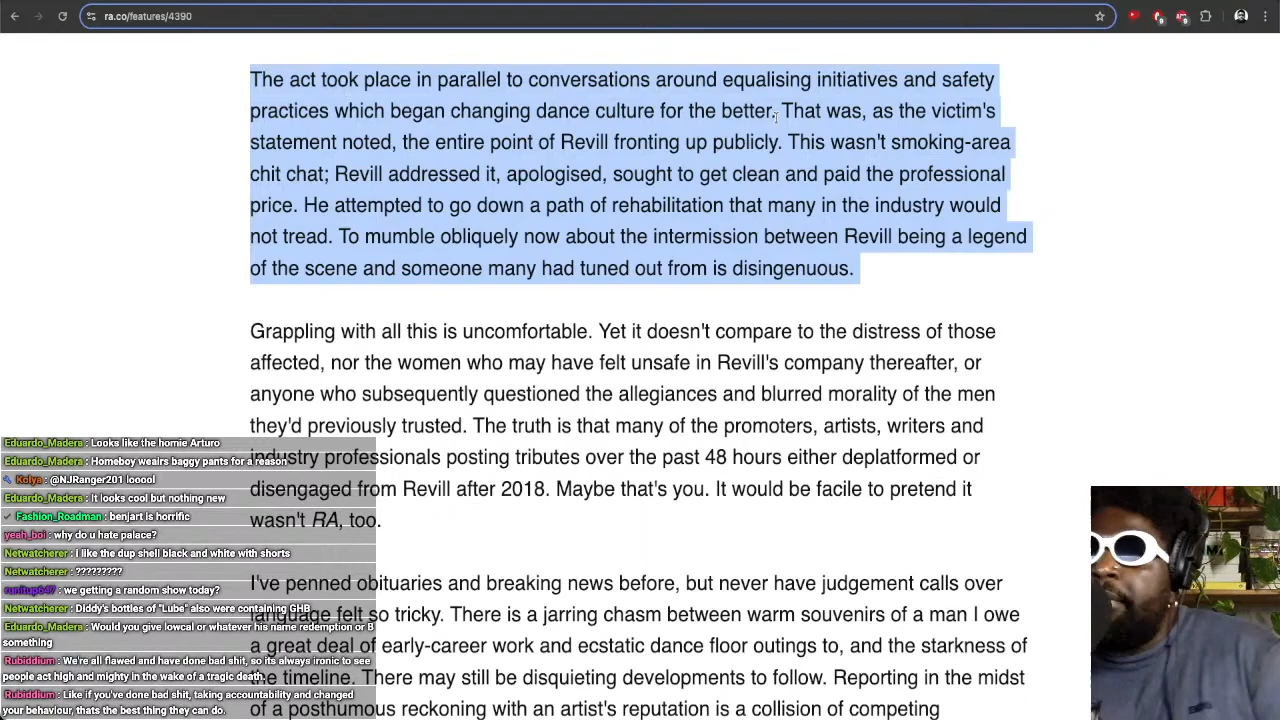 ra.co/features/4390
The act took place in parallel to conversations around equalising initiatives and safety
practices which began changing dance culture for the better. That was, as the victim's
statement noted, the entire point of Revill fronting up publicly. This wasn't smoking-area
chit chat; Revill addressed it, apologised, sought to get clean and paid the professional
price. He attempted to go down a path of rehabilitation that many in the industry would
not tread. To mumble obliquely now about the intermission between Revill being a legend
of the scene and someone many had tuned out from is disingenuous.
Grappling with all this is uncomfortable. Yet it doesn't compare to the distress of those
affected, nor the women who may have felt unsafe in Revill's company thereafter, or
anyone who subsequently questioned the allegiances and blurred morality of the men
they'd previously trusted. The truth is that many of the promoters, artists, writers and
industry professionals posting tributes over the past 48 hours either deplatformed or
disengaged from Revill after 2018. Maybe that's you. It would be facile to pretend it
wasn't RA, too.
I've penned obituaries and breaking news before, but never have judgement calls over
language felt so tricky. There is a jarring chasm between warm souvenirs of a man I owe
a great deal of early-career work and ecstatic dance floor outings to, and the starkness of
the timeline. There may still be disquieting developments to follow. Reporting in the midst
of a posthumous reckoning with an artist's reputation is a collision of competing
Eduardo_Madera : Looks like the homie Arturo
Eduardo_Madera : Homeboy weairs baggy pants for a reason
Kolya : @NJRanger201 looool
Eduardo_Madera : It looks cool but nothing new
Fashion_Roadman : benjart is horrific
yeah_boi : why do u hate palace?
Netwatcherer : i like the dup shell black and white with shorts
Netwatcherer : ?????????
runitup647 : we getting a random show today?
Netwatcherer : Diddy's bottles of "Lube" also were containing GHB
Eduardo_Madera : Would you give lowcal or whatever his name redemption or B
something
Rubiddium : We're all flawed and have done bad shit, so its always ironic to see
people act high and mighty in the wake of a tragic death.
Rubiddium : Like if you've done bad shit, taking accountability and changed
your behaviour, thats the best thing they can do.